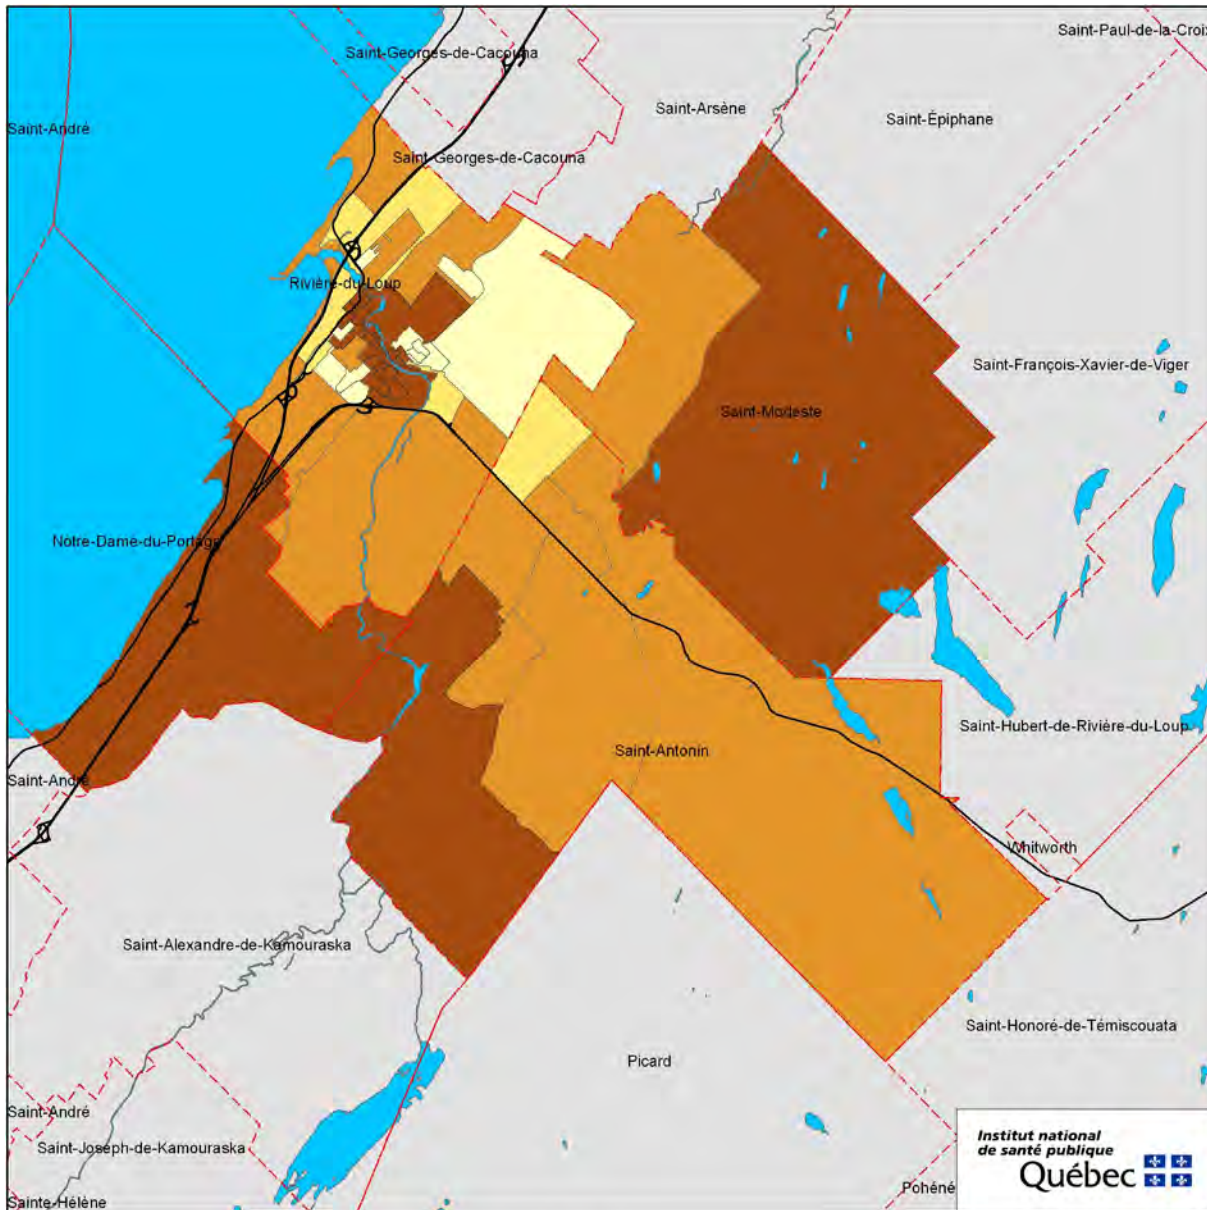 Saint-Paul-de-la-Croix
Saint-Georges-de-Cacouna
Saint-Arsène
Saint-Épiphane
Saint-André
Saint-Georges-de-Cacouna
Rivière-du-Loup
Saint-François-Xavier-de-Viger
Saint-Modeste
Notre-Dame-du-Portage
Saint-Hubert-de-Rivière-du-Loup
Saint-Antonin
Saint-André
Whitworth
Saint-Alexandre-de-Kamouraska
Saint-Honoré-de-Témiscouata
Picard
Saint-André
Saint-Joseph-de-Kamouraska
Institut national
de santé publique
Québec
Pohéné
Sainte-Hélène